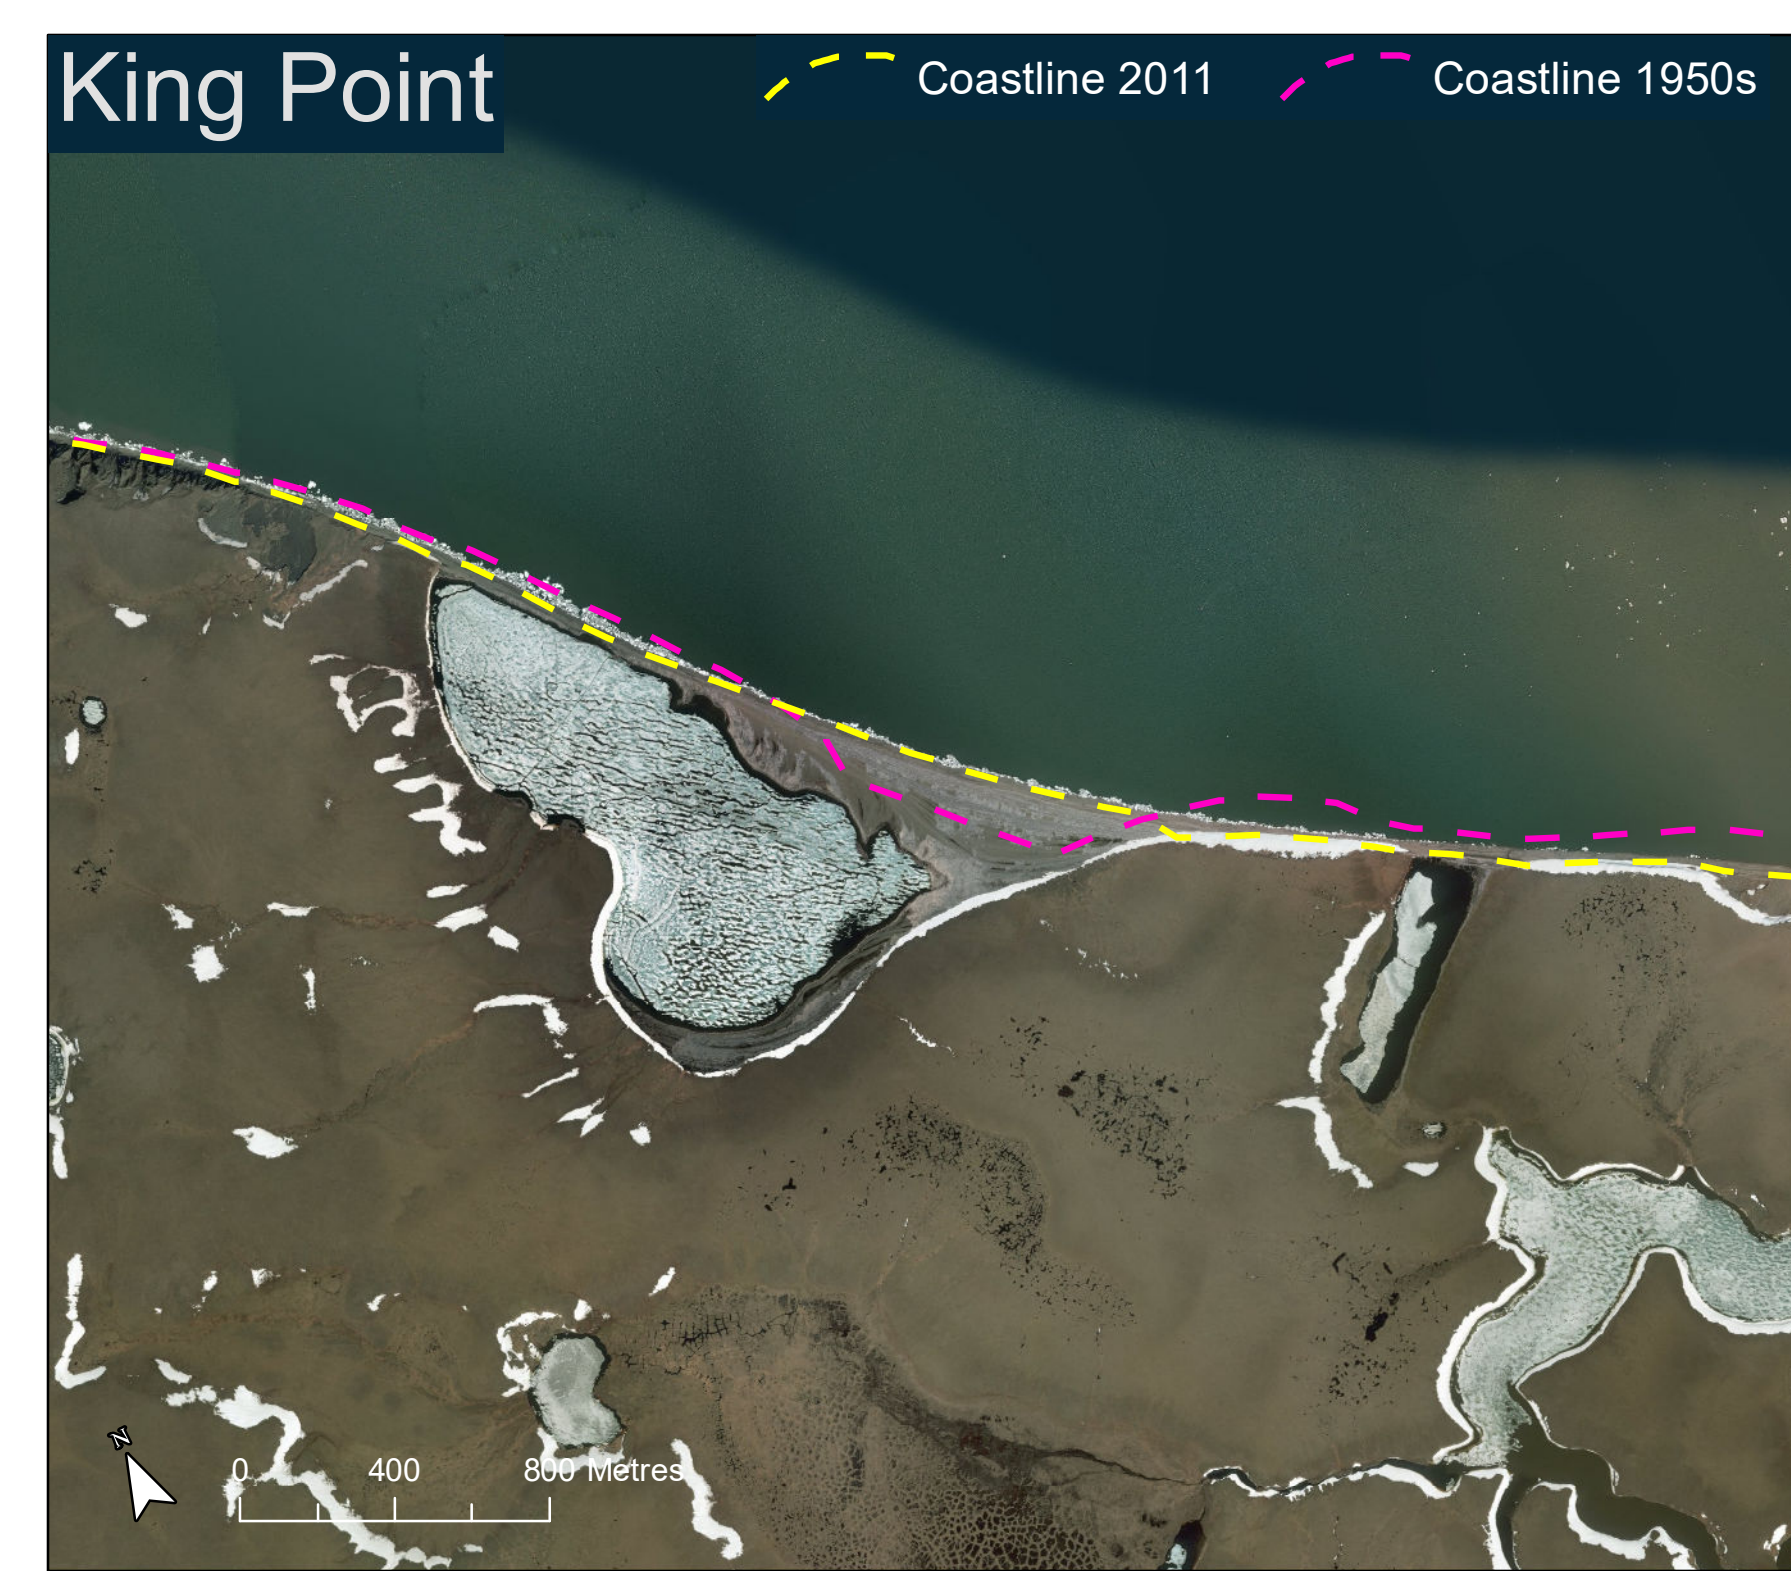 King Point
Coastline 2011
Coastline 1950s
N
0 400 800 Metres